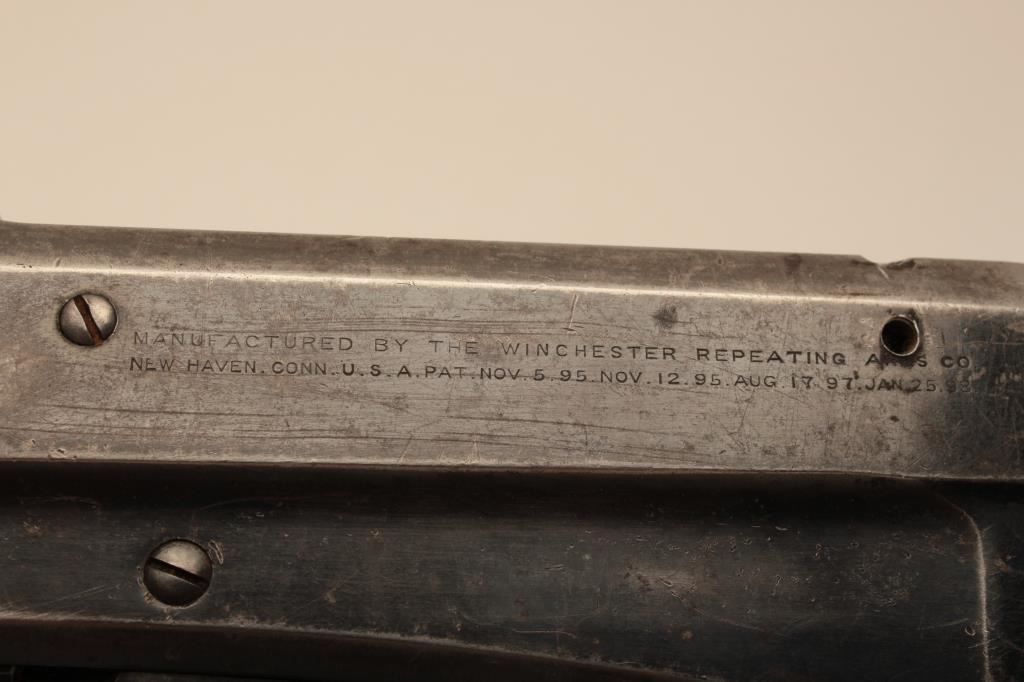 MANUFACTURED BY THE WINCHESTER REPEATING ARMS CO.
NEW HAVEN. CONN. U.S.A. PAT. NOV. 5. 95. NOV. 12. 95. AUG. 17. 97. JAN. 25. 98.